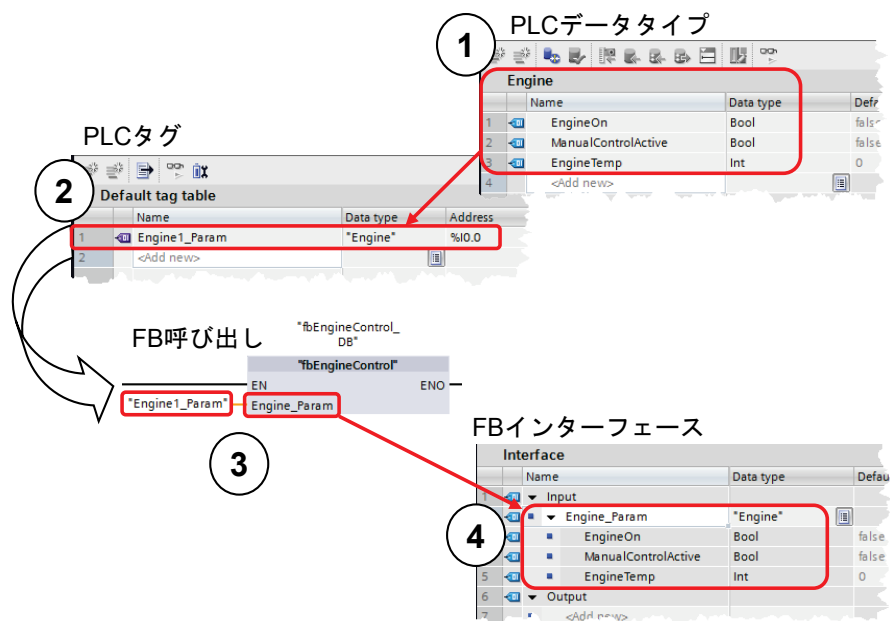 PLCデータタイプ
1
Engine
Name Data type
1 EngineOn Bool
2 ManualControlActive Bool
3 EngineTemp Int 0
4 <Add new>
PLCタグ
2
Default tag table
Name Data type Address
1 Engine1_Param "Engine" %I0.0
2 <Add new>
FB呼び出し
"fbEngineControl_
DB"
"fbEngineControl"
EN ENO
"Engine1_Param" Engine_Param
3
FBインターフェース
Interface
Name Data type
1 Input
Engine_Param "Engine"
4
EngineOn Bool false
ManualControlActive Bool false
5 EngineTemp Int 0
6 Output
7 <Add new>